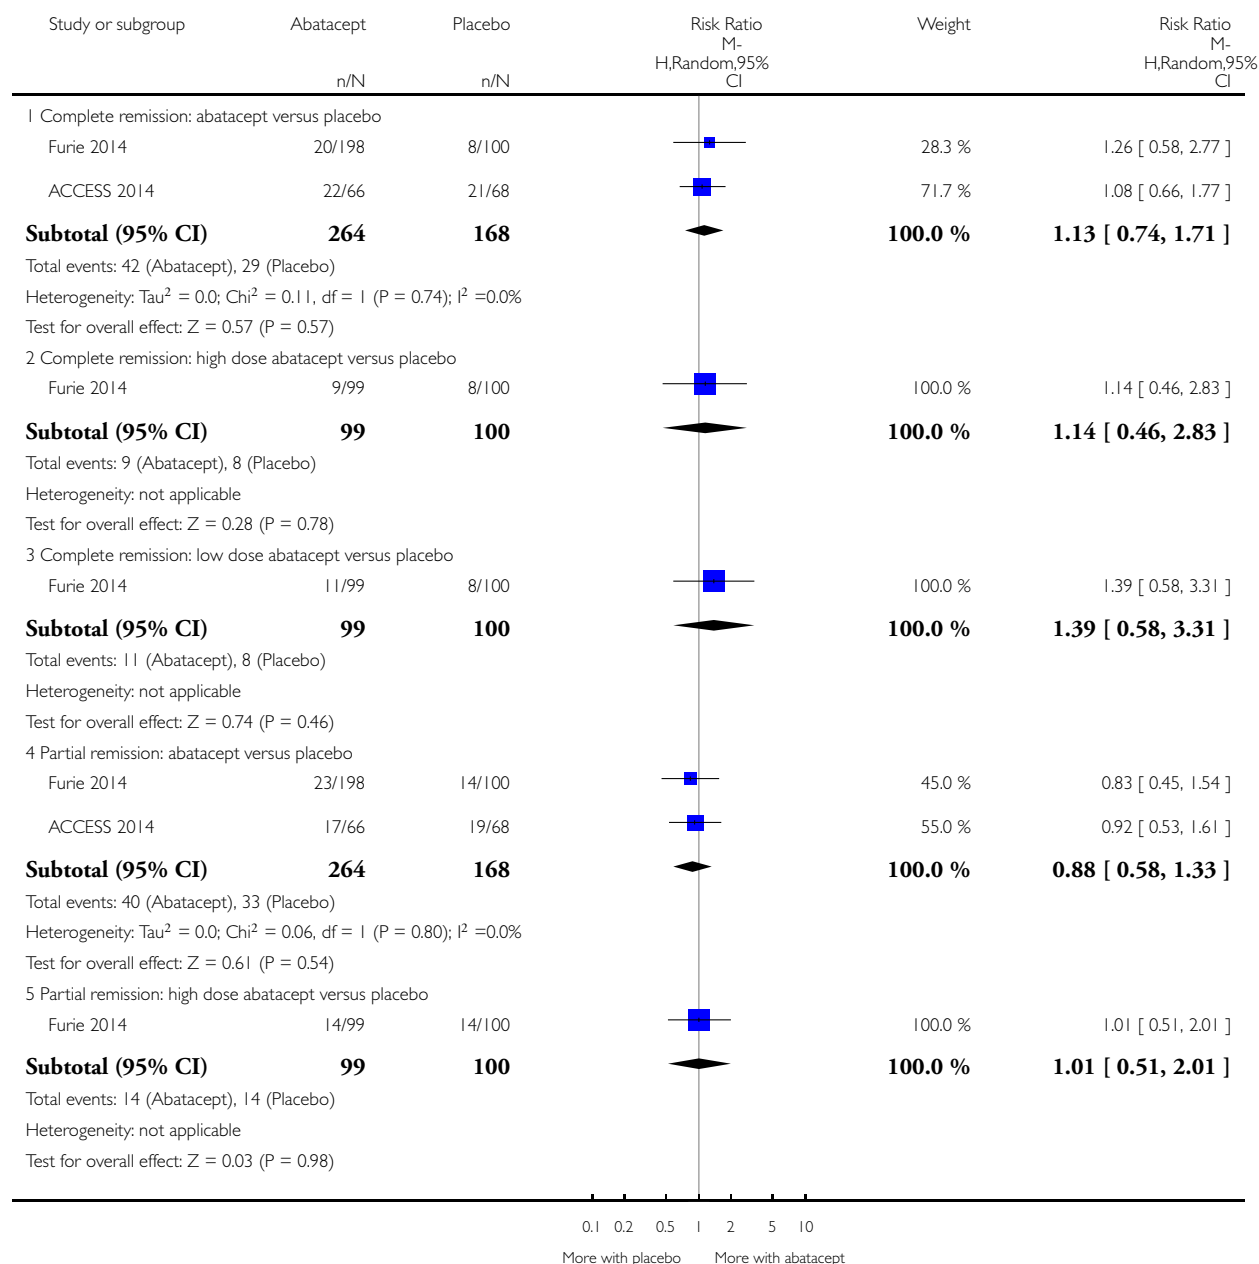 Study or subgroup Abatacept Placebo Risk Ratio Weight Risk Ratio
M- M-
H,Random,95% H,Random,95%
n/N n/N CI CI
1 Complete remission: abatacept versus placebo
Furie 2014 20/198 8/100 28.3 % 1.26 [ 0.58, 2.77 ]
ACCESS 2014 22/66 21/68 71.7 % 1.08 [ 0.66, 1.77 ]
Subtotal (95% CI) 264 168 100.0 % 1.13 [ 0.74, 1.71 ]
Total events: 42 (Abatacept), 29 (Placebo)
Heterogeneity: Tau² = 0.0; Chi² = 0.11, df = 1 (P = 0.74); I² =0.0%
Test for overall effect: Z = 0.57 (P = 0.57)
2 Complete remission: high dose abatacept versus placebo
Furie 2014 9/99 8/100 100.0 % 1.14 [ 0.46, 2.83 ]
Subtotal (95% CI) 99 100 100.0 % 1.14 [ 0.46, 2.83 ]
Total events: 9 (Abatacept), 8 (Placebo)
Heterogeneity: not applicable
Test for overall effect: Z = 0.28 (P = 0.78)
3 Complete remission: low dose abatacept versus placebo
Furie 2014 11/99 8/100 100.0 % 1.39 [ 0.58, 3.31 ]
Subtotal (95% CI) 99 100 100.0 % 1.39 [ 0.58, 3.31 ]
Total events: 11 (Abatacept), 8 (Placebo)
Heterogeneity: not applicable
Test for overall effect: Z = 0.74 (P = 0.46)
4 Partial remission: abatacept versus placebo
Furie 2014 23/198 14/100 45.0 % 0.83 [ 0.45, 1.54 ]
ACCESS 2014 17/66 19/68 55.0 % 0.92 [ 0.53, 1.61 ]
Subtotal (95% CI) 264 168 100.0 % 0.88 [ 0.58, 1.33 ]
Total events: 40 (Abatacept), 33 (Placebo)
Heterogeneity: Tau² = 0.0; Chi² = 0.06, df = 1 (P = 0.80); I² =0.0%
Test for overall effect: Z = 0.61 (P = 0.54)
5 Partial remission: high dose abatacept versus placebo
Furie 2014 14/99 14/100 100.0 % 1.01 [ 0.51, 2.01 ]
Subtotal (95% CI) 99 100 100.0 % 1.01 [ 0.51, 2.01 ]
Total events: 14 (Abatacept), 14 (Placebo)
Heterogeneity: not applicable
Test for overall effect: Z = 0.03 (P = 0.98)
0.1 0.2 0.5 1 2 5 10
More with placebo More with abatacept